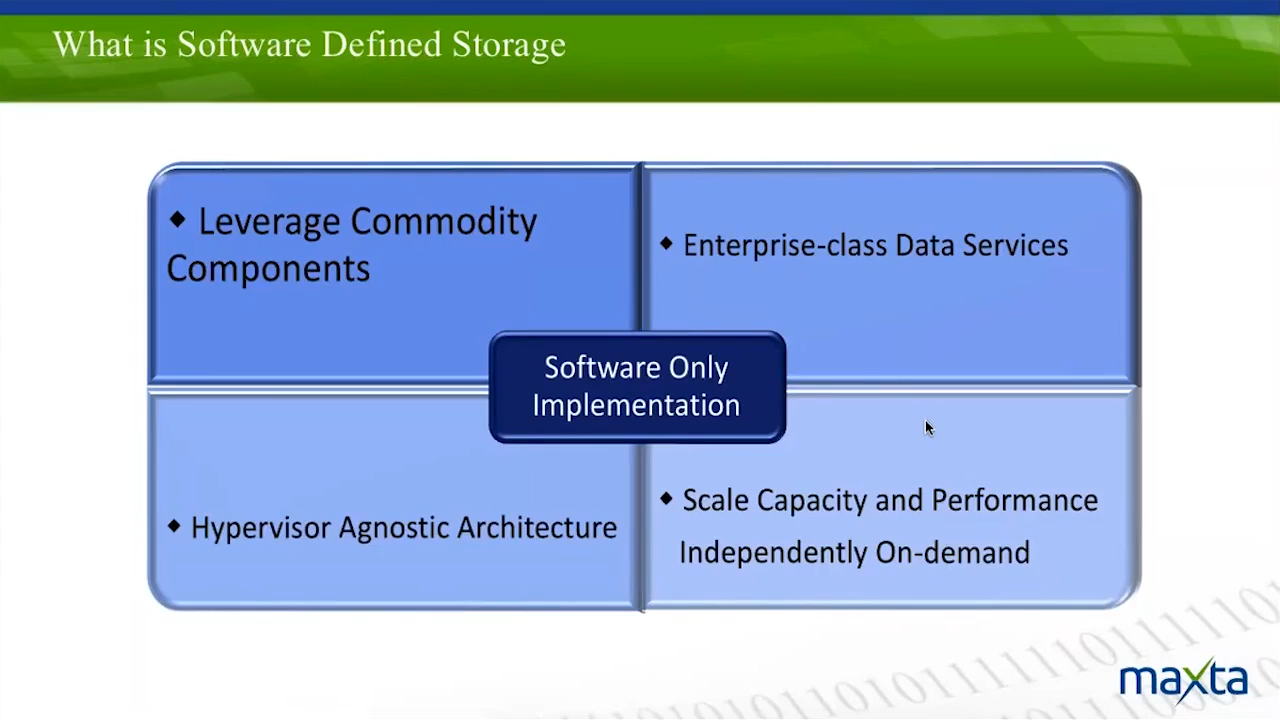 What is Software Defined Storage
◆ Leverage Commodity
Components
◆ Enterprise-class Data Services
Software Only
Implementation
◆ Hypervisor Agnostic Architecture
◆ Scale Capacity and Performance
Independently On-demand
maxta